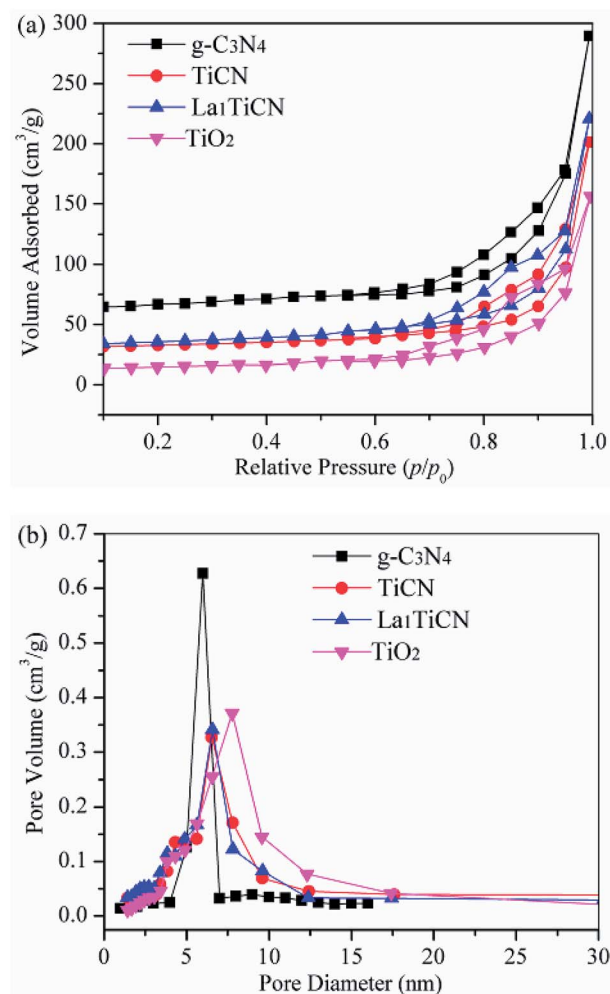 (a)
300
250
200
150
100
50
0
Volume Adsorbed (cm³/g)
g-C3N4
TiCN
La1TiCN
TiO2
0.2 0.4 0.6 0.8 1.0
Relative Pressure (p/p0)
(b)
0.7
0.6
0.5
0.4
0.3
0.2
0.1
0.0
Pore Volume (cm³/g)
g-C3N4
TiCN
La1TiCN
TiO2
0 5 10 15 20 25 30
Pore Diameter (nm)